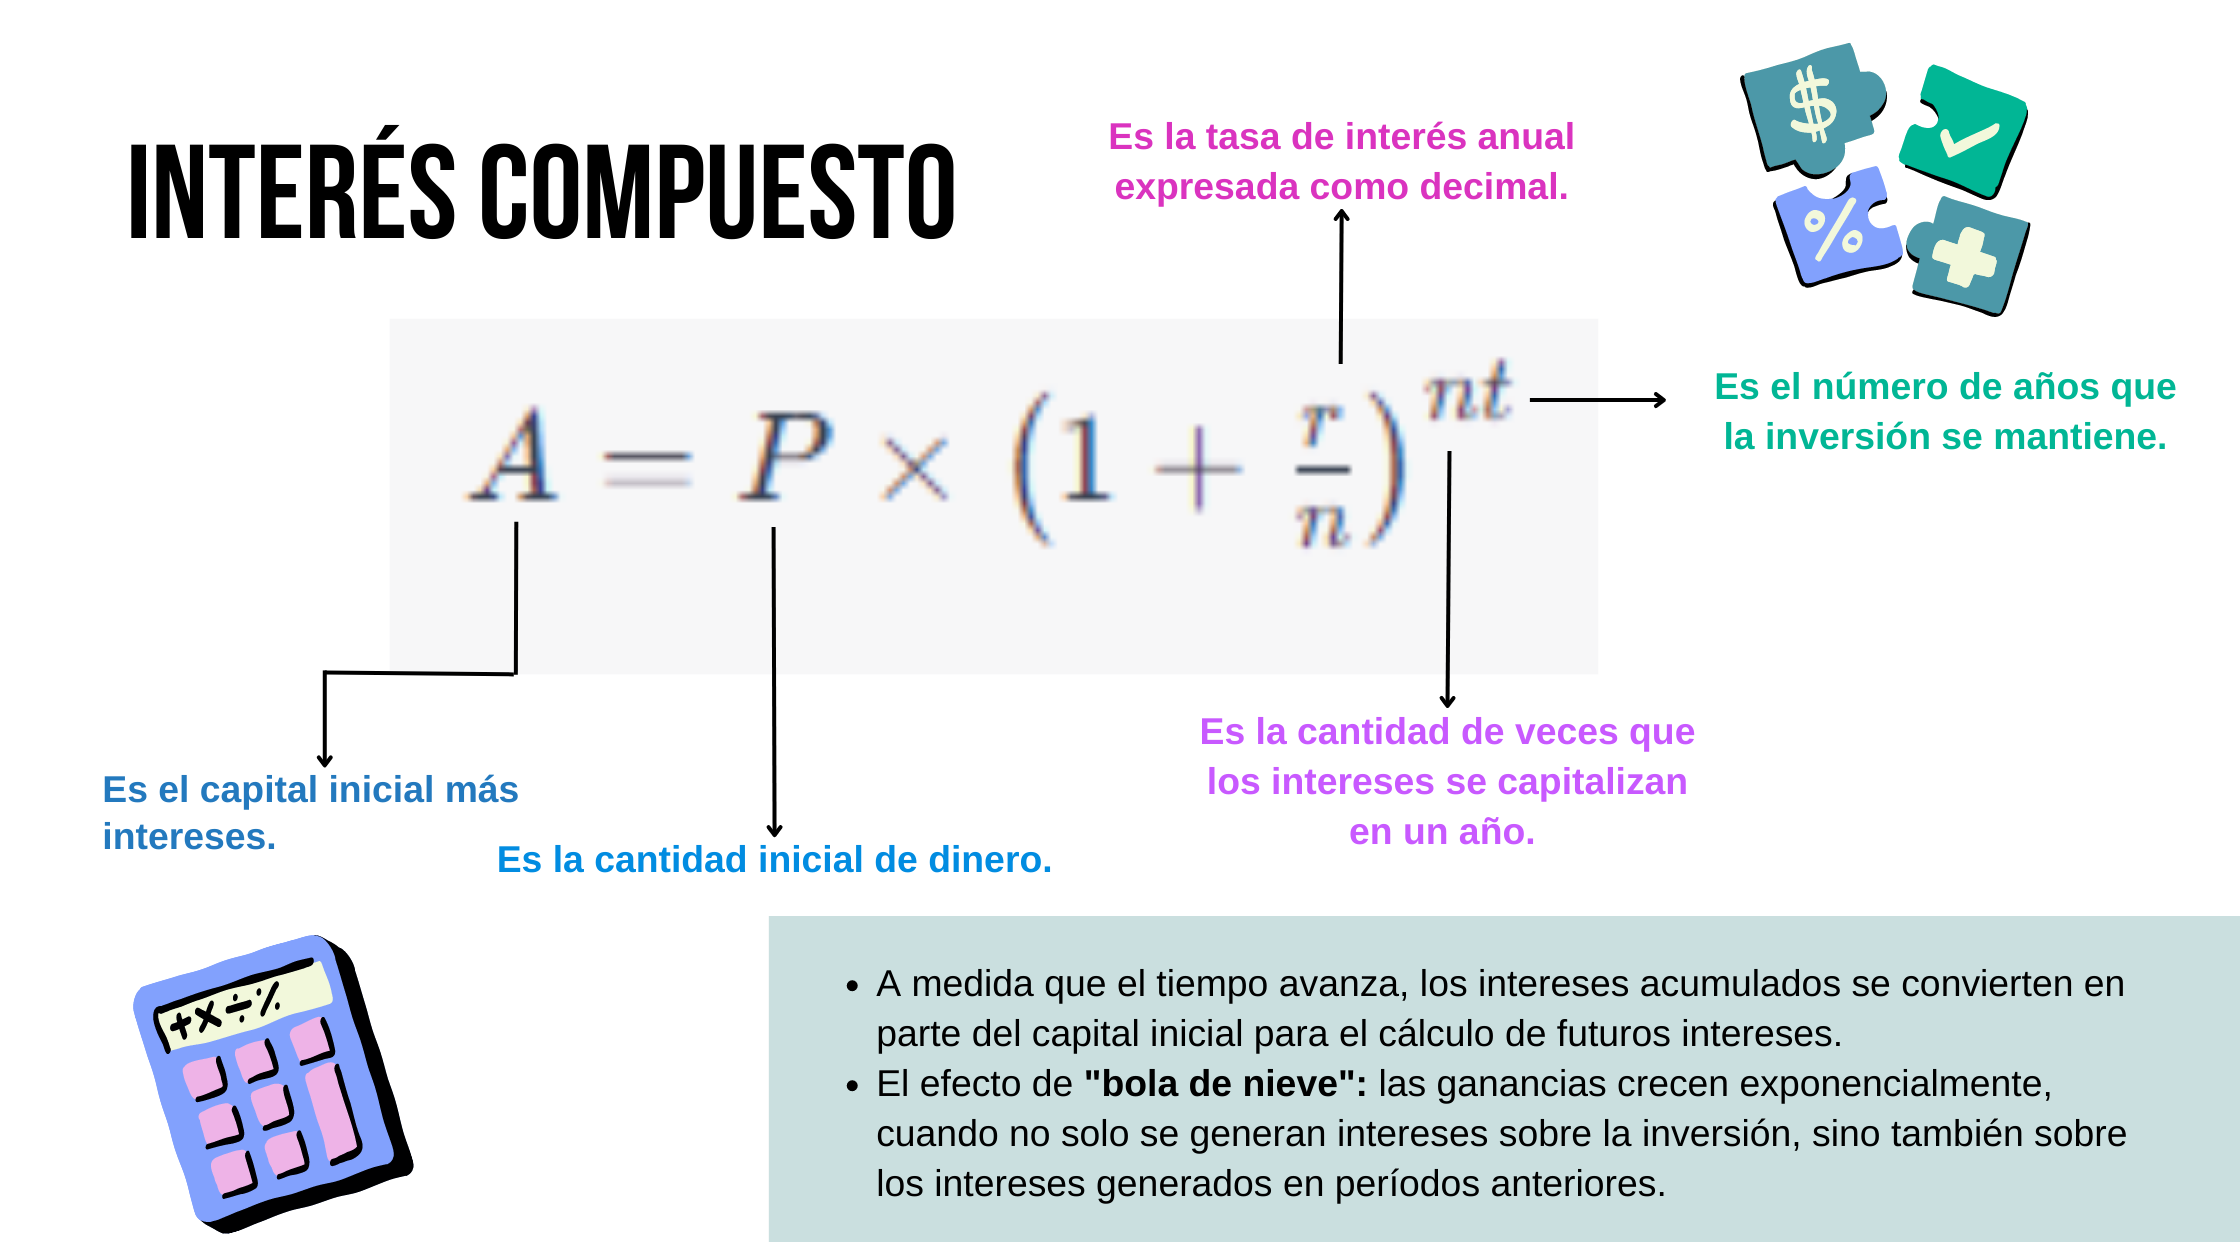 INTERÉS COMPUESTO
Es la tasa de interés anual
expresada como decimal.
$
%
A = P × (1 + r/n)^nt
Es el número de años que
la inversión se mantiene.
Es el capital inicial más
intereses.
Es la cantidad inicial de dinero.
Es la cantidad de veces que
los intereses se capitalizan
en un año.
+×÷%
• A medida que el tiempo avanza, los intereses acumulados se convierten en
parte del capital inicial para el cálculo de futuros intereses.
• El efecto de "bola de nieve": las ganancias crecen exponencialmente,
cuando no solo se generan intereses sobre la inversión, sino también sobre
los intereses generados en períodos anteriores.